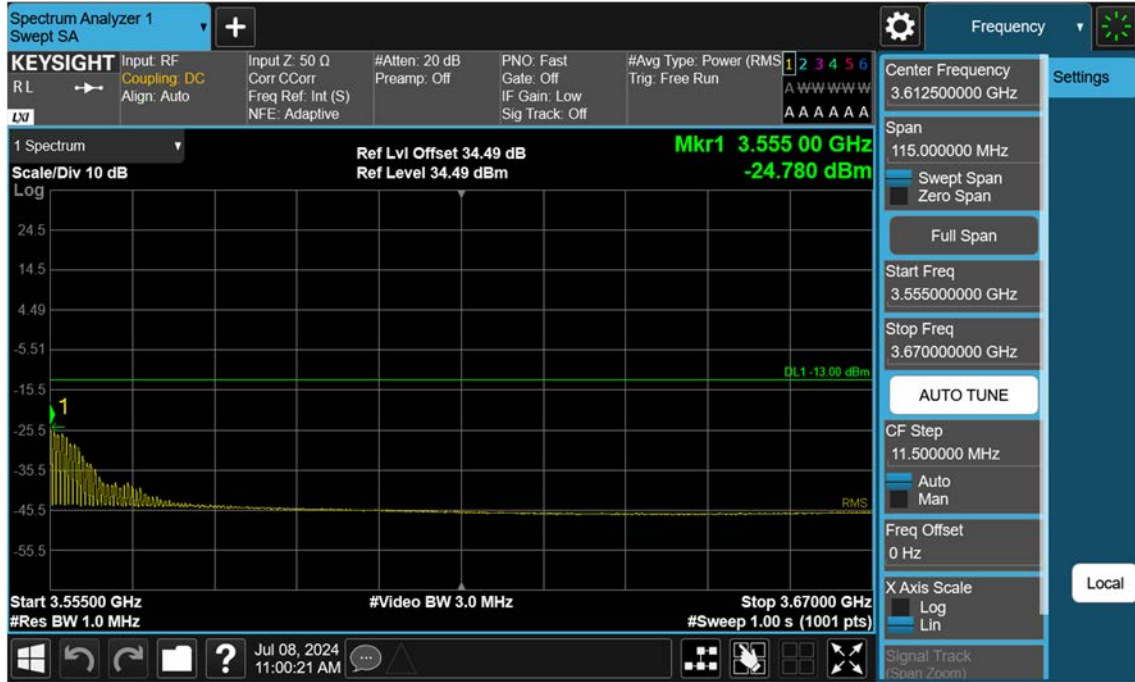 Spectrum Analyzer 1
Swept SA
Frequency
KEYSIGHT
R L
LXI
Input: RF
Coupling: DC
Align: Auto
Input Z: 50 Ω
Corr CCorr
Freq Ref: Int (S)
NFE: Adaptive
#Atten: 20 dB
Preamp: Off
PNO: Fast
Gate: Off
IF Gain: Low
Sig Track: Off
#Avg Type: Power (RMS
Trig: Free Run
1 2 3 4 5 6
A W W W W W
A A A A A A
1 Spectrum
Scale/Div 10 dB
Log
Ref Lvl Offset 34.49 dB
Ref Level 34.49 dBm
Mkr1 3.555 00 GHz
-24.780 dBm
24.5
14.5
4.49
-5.51
DL1 -13.00 dBm
-15.5
1
-25.5
-35.5
RMS
-45.5
-55.5
Start 3.55500 GHz
#Res BW 1.0 MHz
#Video BW 3.0 MHz
Stop 3.67000 GHz
#Sweep 1.00 s (1001 pts)
Center Frequency
3.612500000 GHz
Settings
Span
115.000000 MHz
Swept Span
Zero Span
Full Span
Start Freq
3.555000000 GHz
Stop Freq
3.670000000 GHz
AUTO TUNE
CF Step
11.500000 MHz
Auto
Man
Freq Offset
0 Hz
X Axis Scale
Log
Lin
Local
Signal Track
(Span Zoom)
?
Jul 08, 2024
11:00:21 AM